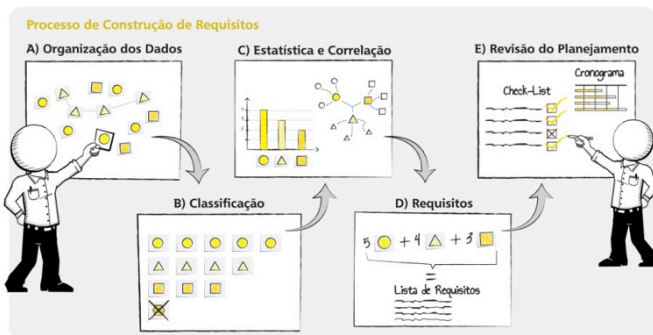 Processo de Construção de Requisitos
A) Organização dos Dados
B) Classificação
C) Estatística e Correlação
D) Requisitos
5 + 4 + 3
=
Lista de Requisitos
E) Revisão do Planejamento
Cronograma
Check-List